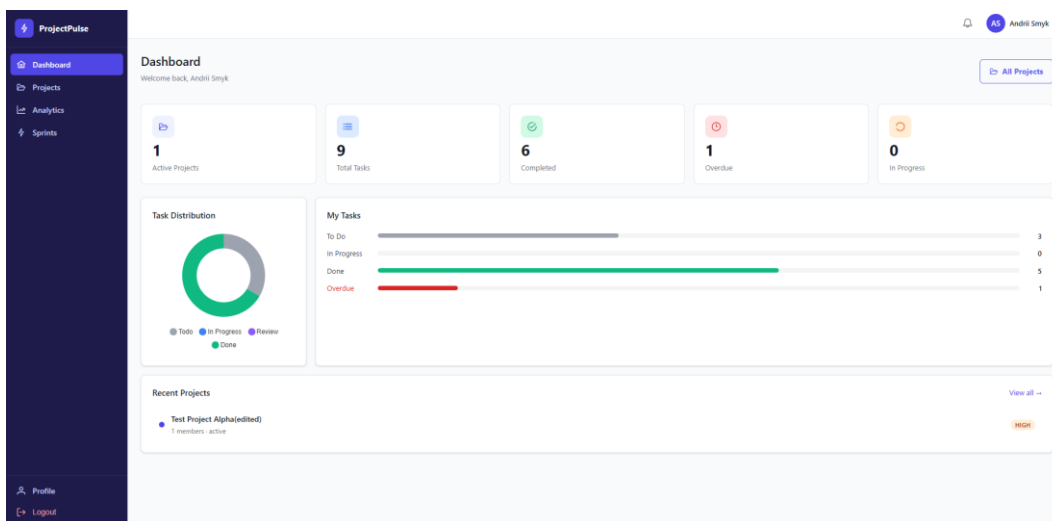 ProjectPulse
AS Andrii Smyk
Dashboard
Projects
Analytics
Sprints
Dashboard
Welcome back, Andrii Smyk
All Projects
1
Active Projects
9
Total Tasks
6
Completed
1
Overdue
0
In Progress
Task Distribution
Todo In Progress Review
Done
My Tasks
To Do 3
In Progress 0
Done 5
Overdue 1
Recent Projects
View all →
Test Project Alpha(edited)
1 members · active
HIGH
Profile
Logout